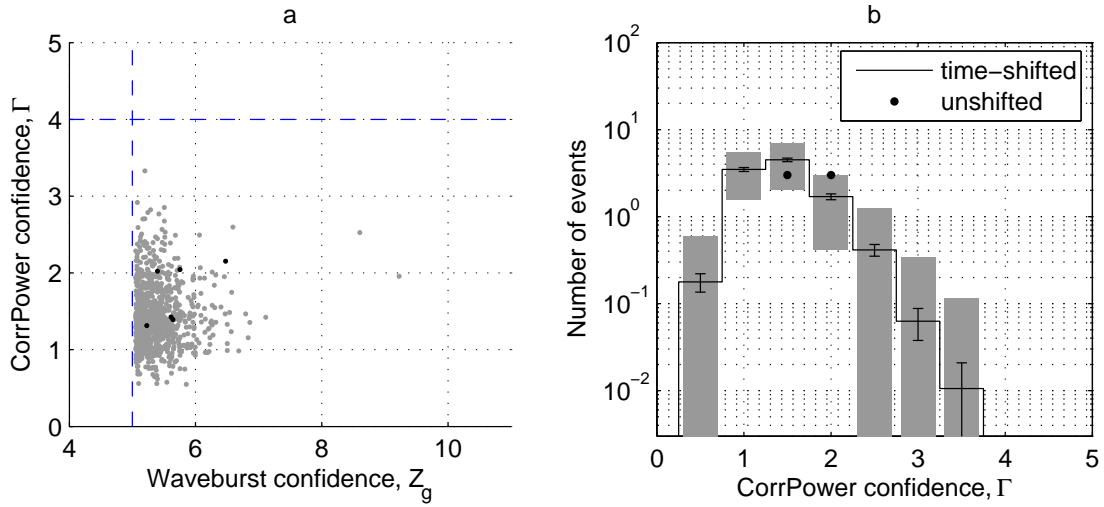 a
5
4
3
2
1
0
4 6 8 10
CorrPower confidence, Γ
Waveburst confidence, Z_g
b
10^2
10^1
10^0
10^−1
10^−2
0 1 2 3 4 5
Number of events
CorrPower confidence, Γ
time−shifted
unshifted